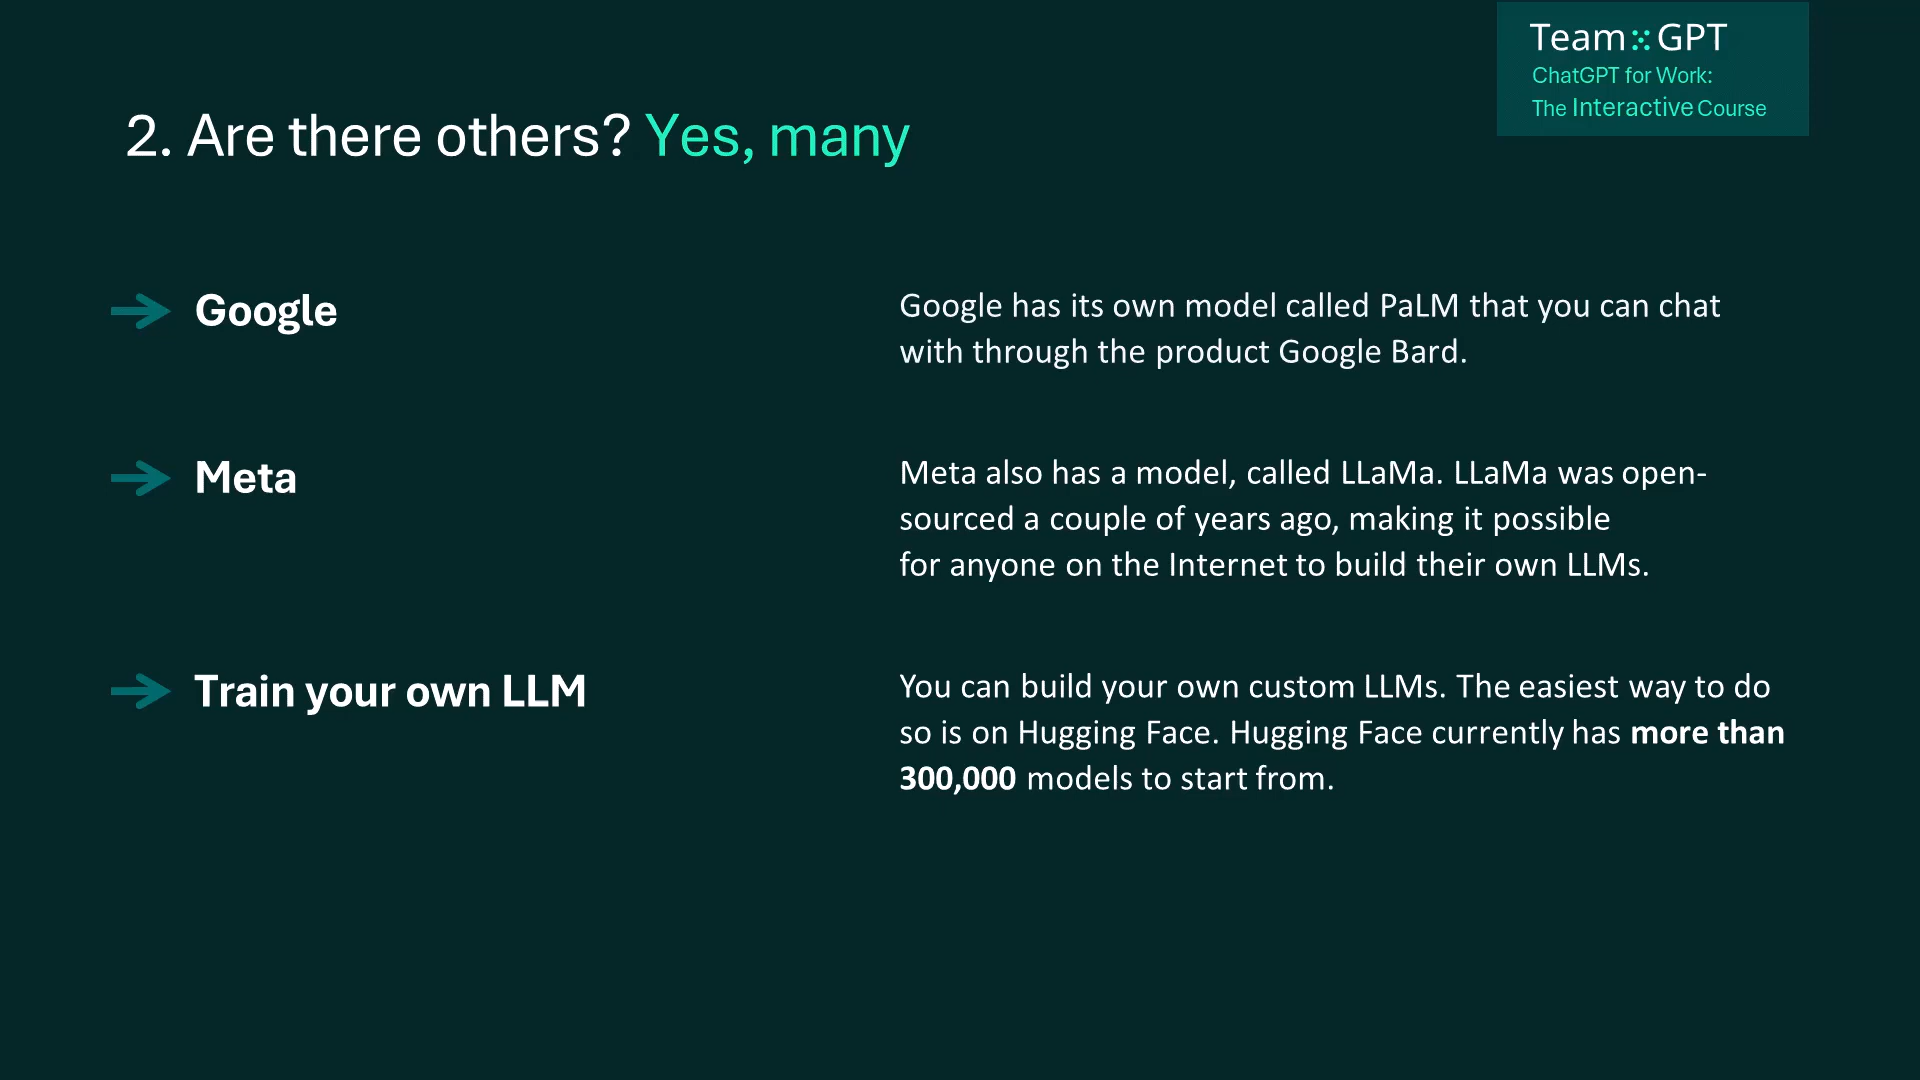 Team GPT
ChatGPT for Work:
The Interactive Course
2. Are there others? Yes, many
Google
Google has its own model called PaLM that you can chat
with through the product Google Bard.
Meta
Meta also has a model, called LLaMa. LLaMa was open-
sourced a couple of years ago, making it possible
for anyone on the Internet to build their own LLMs.
Train your own LLM
You can build your own custom LLMs. The easiest way to do
so is on Hugging Face. Hugging Face currently has more than
300,000 models to start from.